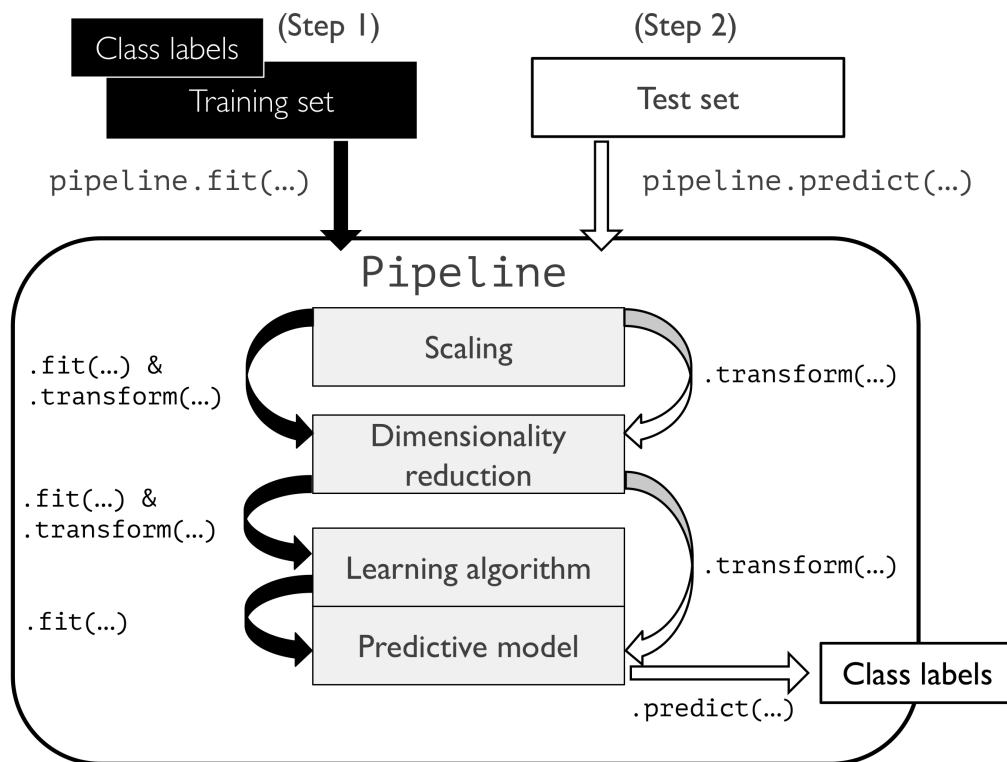 (Step 1)
(Step 2)
Class labels
Training set
Test set
pipeline.fit(…)
pipeline.predict(…)
Pipeline
Scaling
.fit(…) &
.transform(…)
.transform(…)
Dimensionality
reduction
.fit(…) &
.transform(…)
Learning algorithm
.transform(…)
.fit(…)
Predictive model
Class labels
.predict(…)